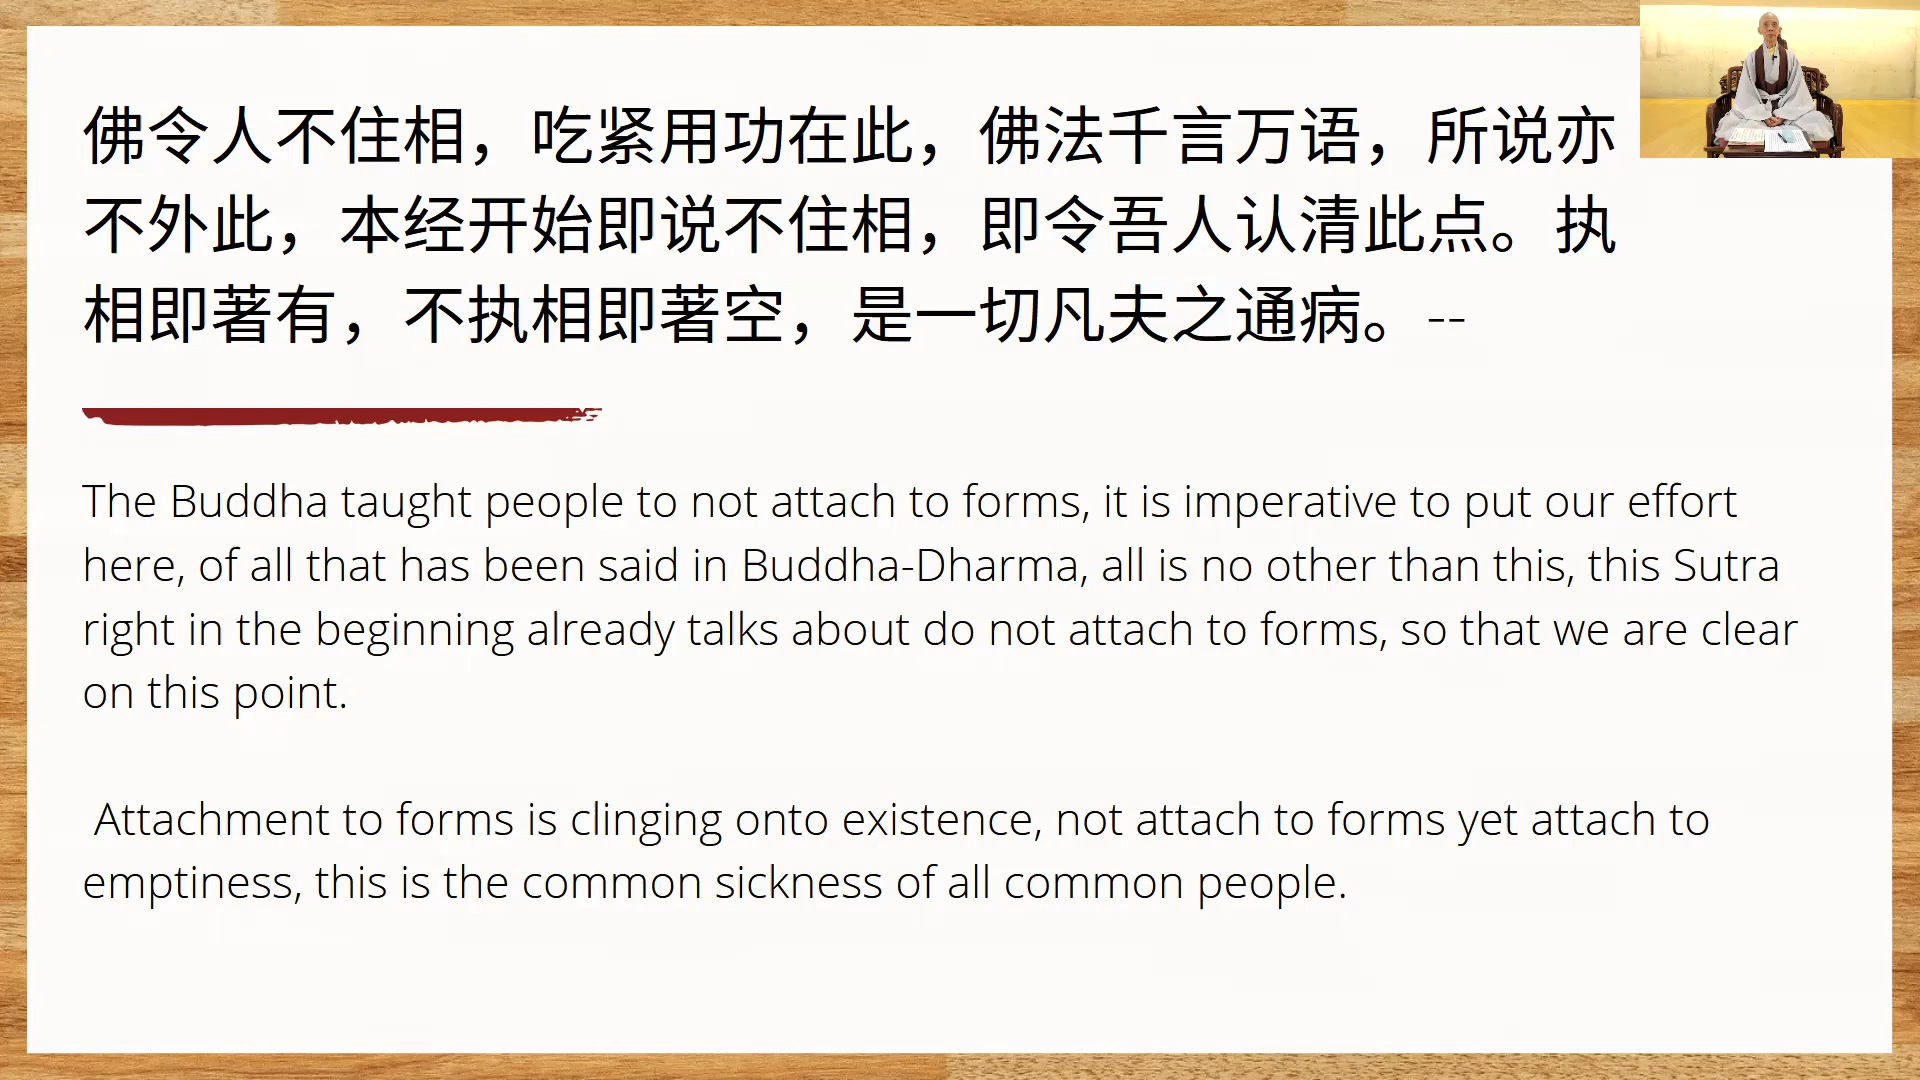 佛令人不住相，吃紧用功在此，佛法千言万语，所说亦
不外此，本经开始即说不住相，即令吾人认清此点。执
相即著有，不执相即著空，是一切凡夫之通病。--
The Buddha taught people to not attach to forms, it is imperative to put our effort
here, of all that has been said in Buddha-Dharma, all is no other than this, this Sutra
right in the beginning already talks about do not attach to forms, so that we are clear
on this point.
Attachment to forms is clinging onto existence, not attach to forms yet attach to
emptiness, this is the common sickness of all common people.